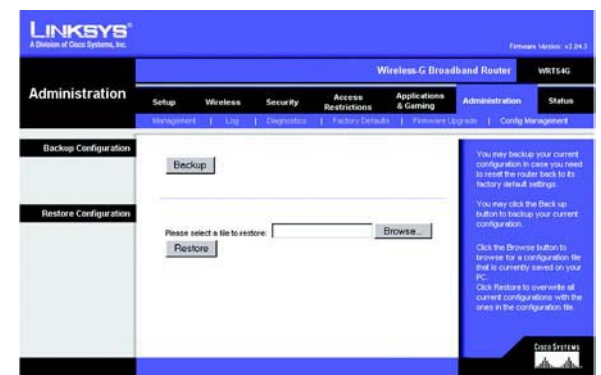 LINKSYS®
A Division of Cisco Systems, Inc.
Firmware Version: v2.04.3
Wireless-G Broadband Router WRT54G
Administration
Setup Wireless Security Access Restrictions Applications & Gaming Administration Status
Management | Log | Diagnostics | Factory Defaults | Firmware Upgrade | Config Management
Backup Configuration
Backup
You may backup your current
configuration in case you need
to reset the router back to its
factory default settings.
You may click the Back up
button to backup your current
configuration.
Restore Configuration
Please select a file to restore: Browse...
Restore
Click the Browse button to
browse for a configuration file
that is currently saved on your
PC.
Click Restore to overwrite all
current configurations with the
ones in the configuration file.
CISCO SYSTEMS